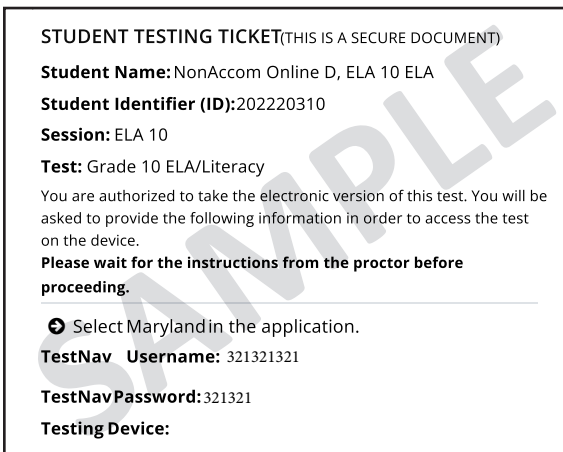 STUDENT TESTING TICKET(THIS IS A SECURE DOCUMENT)
Student Name: NonAccom Online D, ELA 10 ELA
Student Identifier (ID):202220310
Session: ELA 10
Test: Grade 10 ELA/Literacy
You are authorized to take the electronic version of this test. You will be
asked to provide the following information in order to access the test
on the device.
Please wait for the instructions from the proctor before
proceeding.
Select Maryland in the application.
TestNav Username: 321321321
TestNav Password: 321321
Testing Device:
SAMPLE